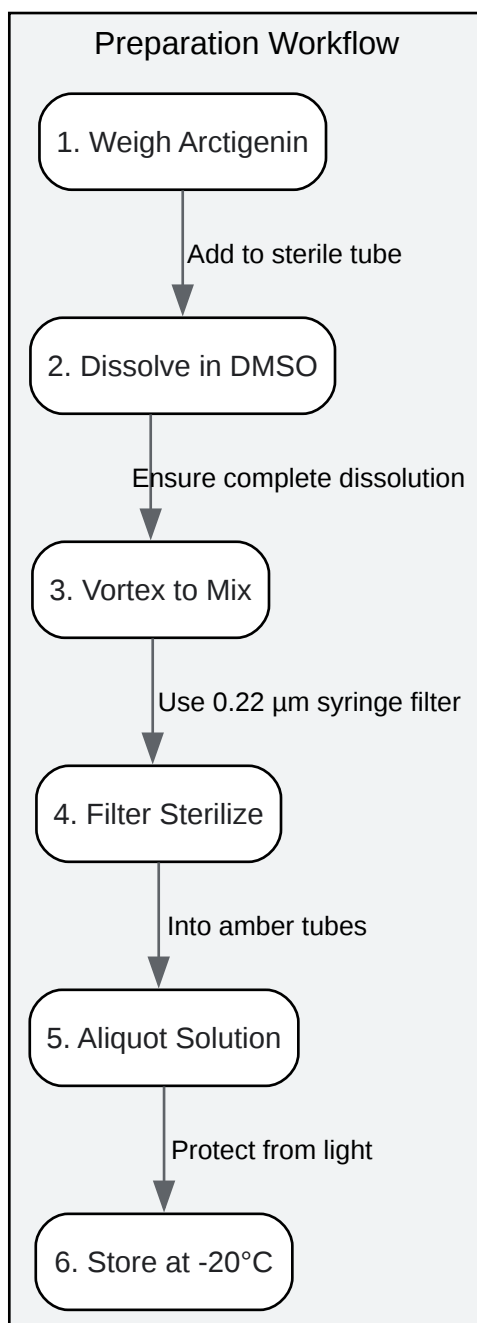 Preparation Workflow
1. Weigh Arctigenin
Add to sterile tube
2. Dissolve in DMSO
Ensure complete dissolution
3. Vortex to Mix
Use 0.22 µm syringe filter
4. Filter Sterilize
Into amber tubes
5. Aliquot Solution
Protect from light
6. Store at -20°C